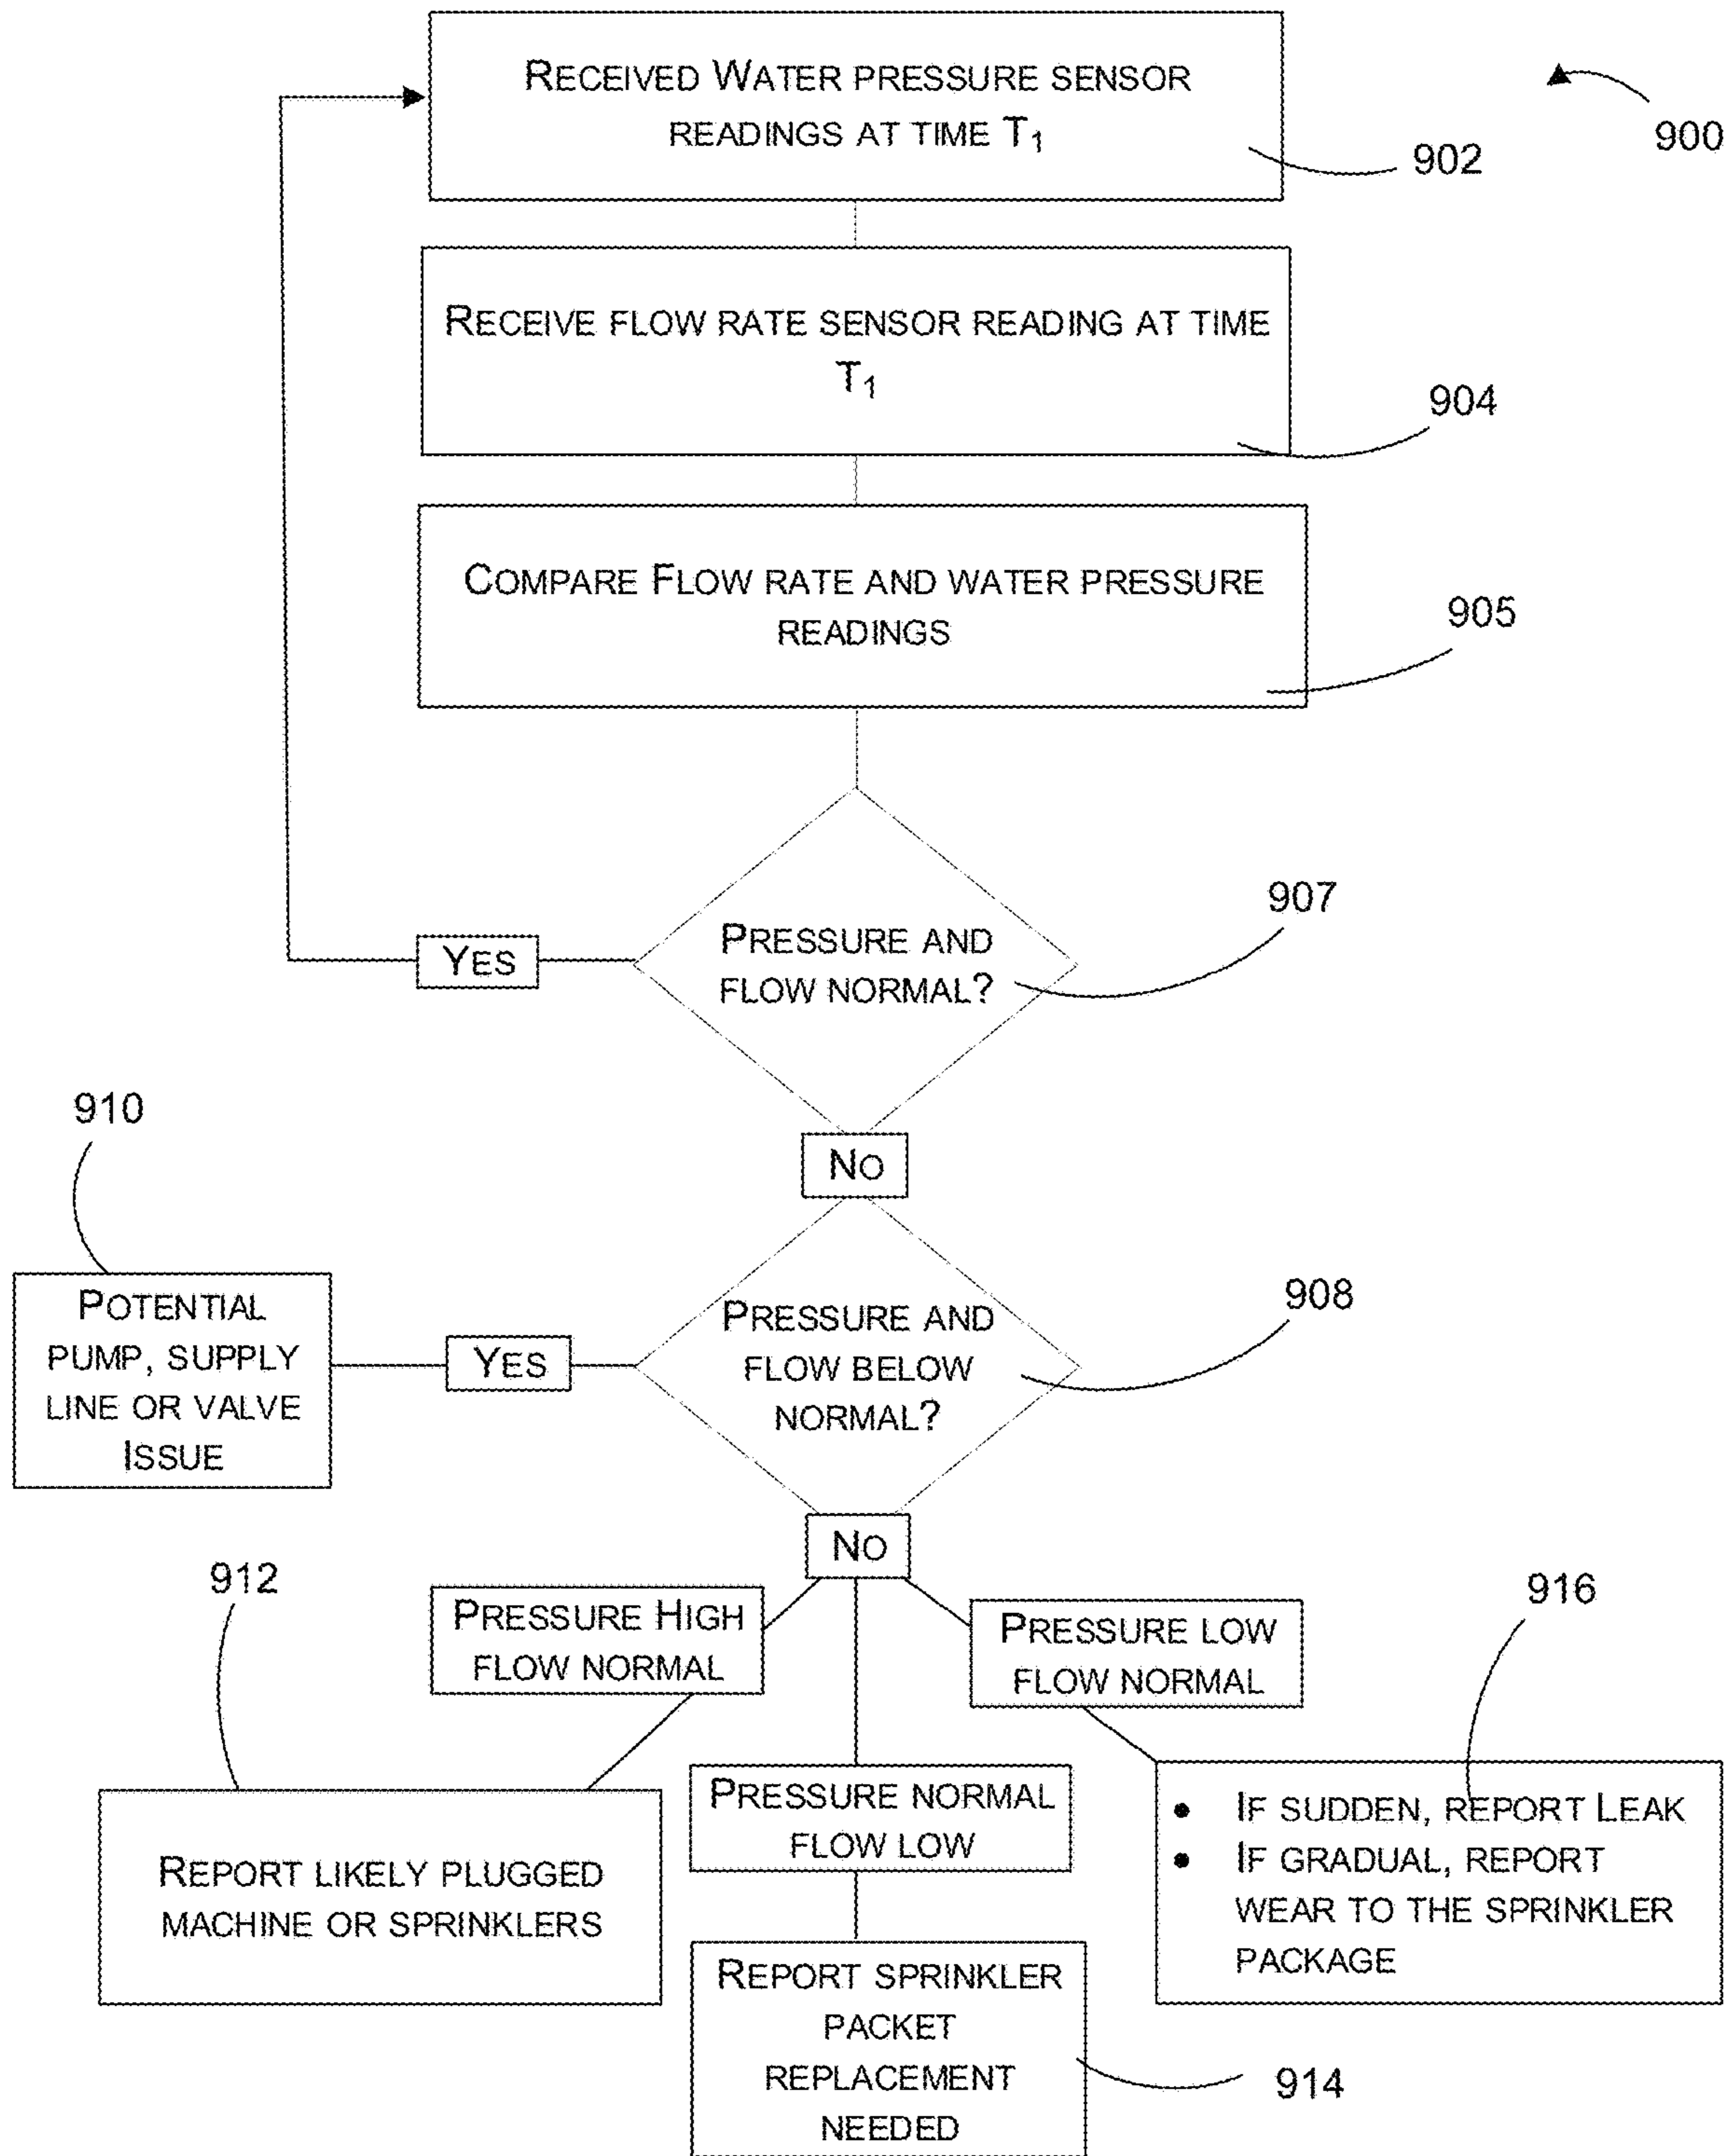 RECEIVED WATER PRESSURE SENSOR
READINGS AT TIME T1
900
902
RECEIVE FLOW RATE SENSOR READING AT TIME
T1
904
COMPARE FLOW RATE AND WATER PRESSURE
READINGS
905
907
PRESSURE AND
FLOW NORMAL?
YES
NO
910
POTENTIAL
PUMP, SUPPLY
LINE OR VALVE
ISSUE
YES
PRESSURE AND
FLOW BELOW
NORMAL?
908
NO
912
PRESSURE HIGH
FLOW NORMAL
PRESSURE LOW
FLOW NORMAL
916
REPORT LIKELY PLUGGED
MACHINE OR SPRINKLERS
PRESSURE NORMAL
FLOW LOW
• IF SUDDEN, REPORT LEAK
• IF GRADUAL, REPORT
WEAR TO THE SPRINKLER
PACKAGE
REPORT SPRINKLER
PACKET
REPLACEMENT
NEEDED
914